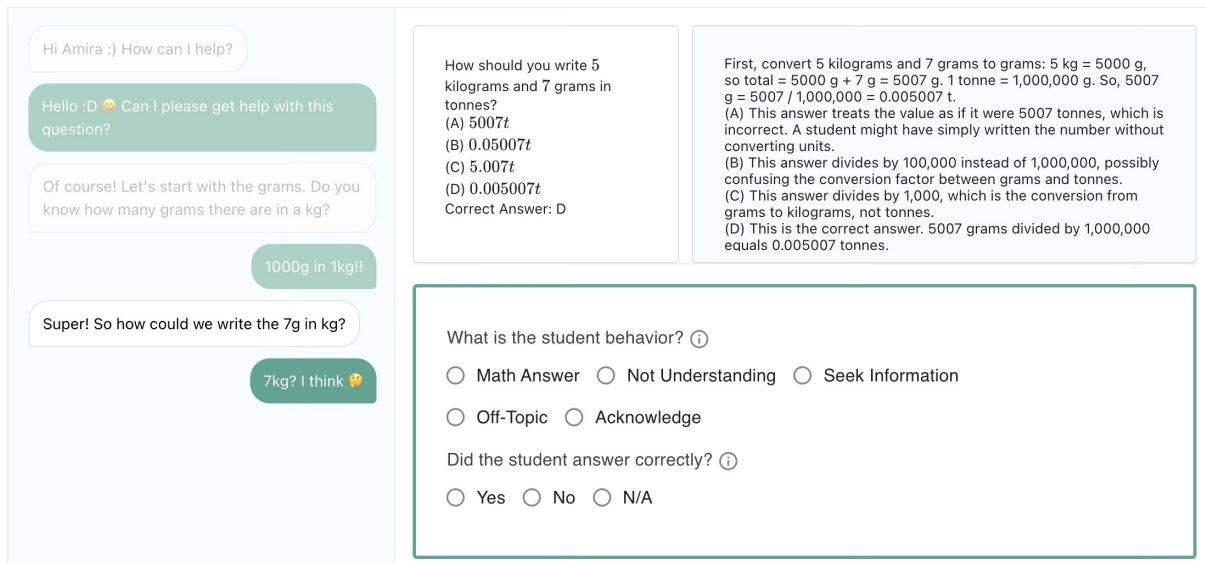 Hi Amira :) How can I help?
Hello :D 😊 Can I please get help with this
question?
Of course! Let's start with the grams. Do you
know how many grams there are in a kg?
1000g in 1kg!!
Super! So how could we write the 7g in kg?
7kg? I think 🤔
How should you write 5
kilograms and 7 grams in
tonnes?
(A) 5007t
(B) 0.05007t
(C) 5.007t
(D) 0.005007t
Correct Answer: D
First, convert 5 kilograms and 7 grams to grams: 5 kg = 5000 g,
so total = 5000 g + 7 g = 5007 g. 1 tonne = 1,000,000 g. So, 5007
g = 5007 / 1,000,000 = 0.005007 t.
(A) This answer treats the value as if it were 5007 tonnes, which is
incorrect. A student might have simply written the number without
converting units.
(B) This answer divides by 100,000 instead of 1,000,000, possibly
confusing the conversion factor between grams and tonnes.
(C) This answer divides by 1,000, which is the conversion from
grams to kilograms, not tonnes.
(D) This is the correct answer. 5007 grams divided by 1,000,000
equals 0.005007 tonnes.
What is the student behavior?
Math Answer Not Understanding Seek Information
Off-Topic Acknowledge
Did the student answer correctly?
Yes No N/A